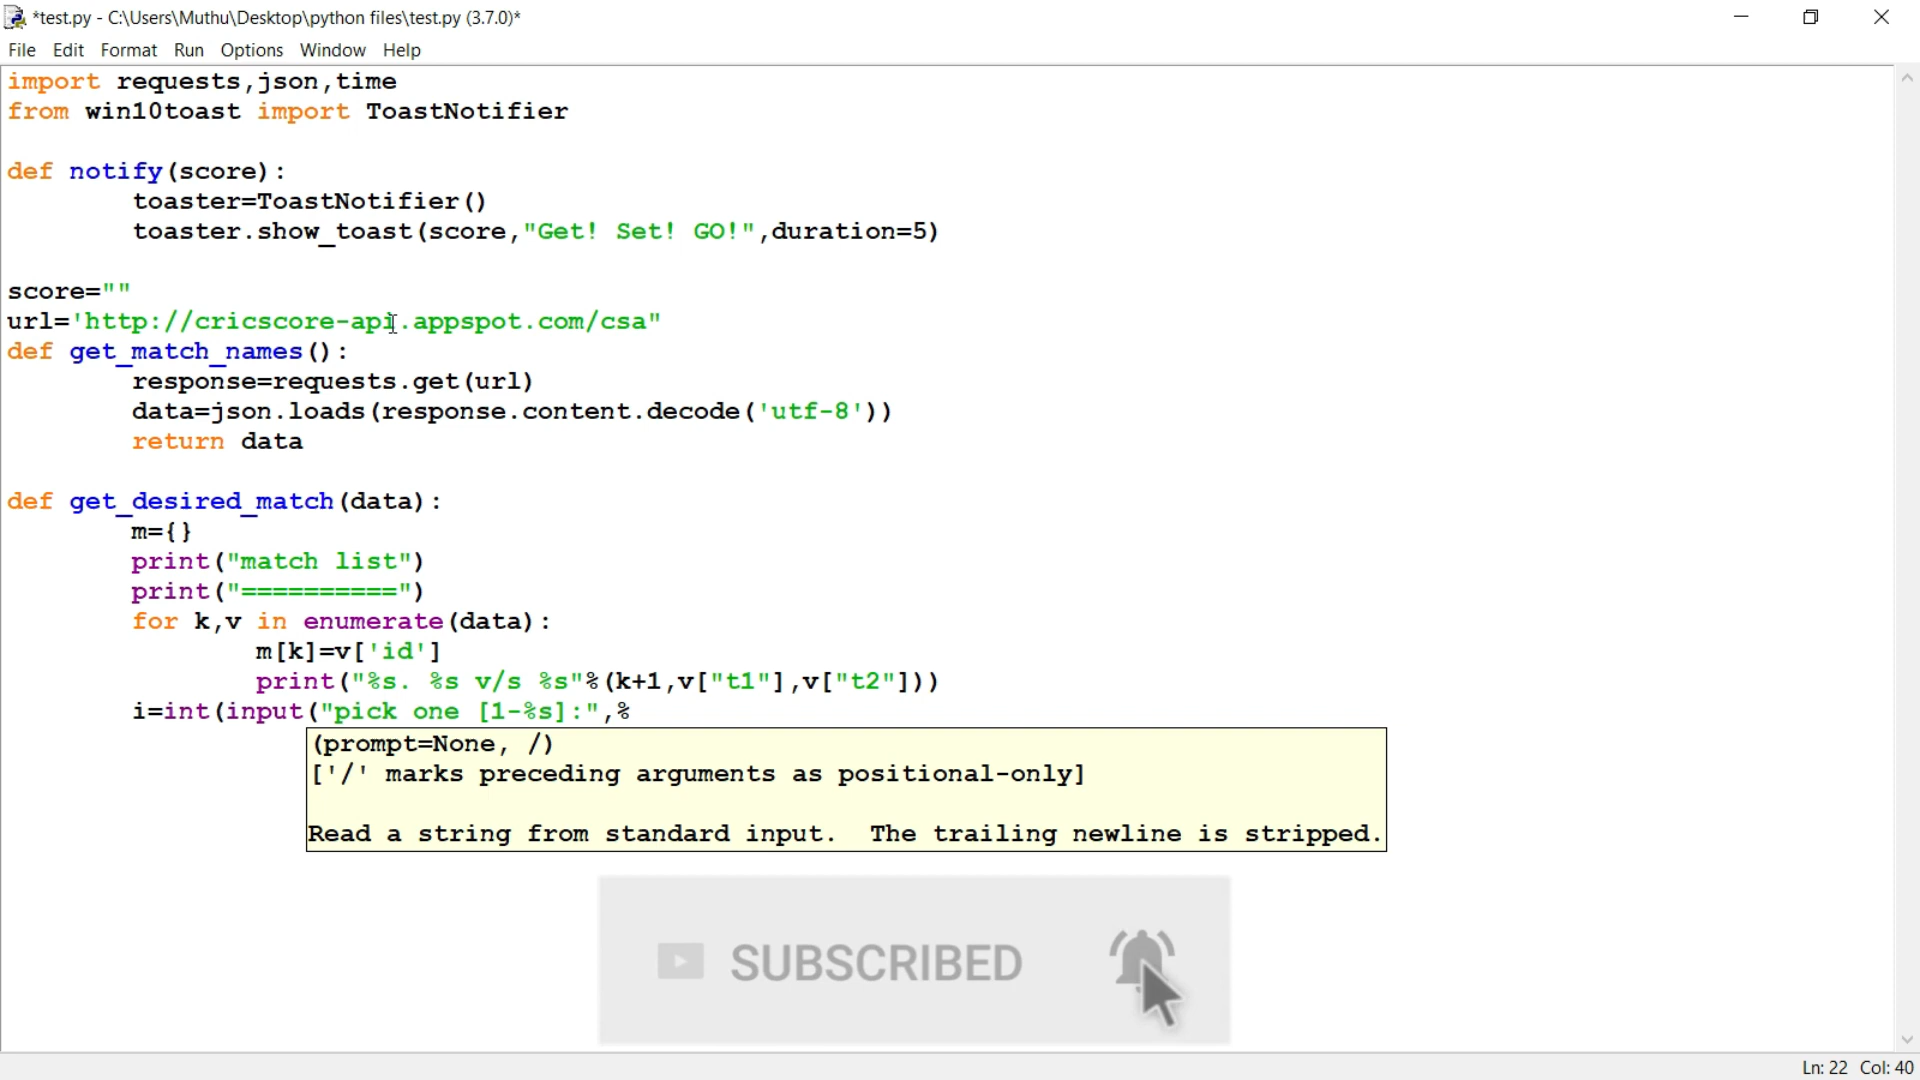 *test.py - C:\Users\Muthu\Desktop\python files\test.py (3.7.0)*
File Edit Format Run Options Window Help
import requests,json,time
from win10toast import ToastNotifier
def notify(score):
        toaster=ToastNotifier()
        toaster.show_toast(score,"Get! Set! GO!",duration=5)
score=""
url='http://cricscore-api.appspot.com/csa"
def get_match_names():
        response=requests.get(url)
        data=json.loads(response.content.decode('utf-8'))
        return data
def get_desired_match(data):
        m={}
        print("match list")
        print("==========")
        for k,v in enumerate(data):
                m[k]=v['id']
                print("%s. %s v/s %s"%(k+1,v["t1"],v["t2"]))
        i=int(input("pick one [1-%s]:",%
(prompt=None, /)
['/' marks preceding arguments as positional-only]
Read a string from standard input.  The trailing newline is stripped.
SUBSCRIBED
Ln: 22 Col: 40